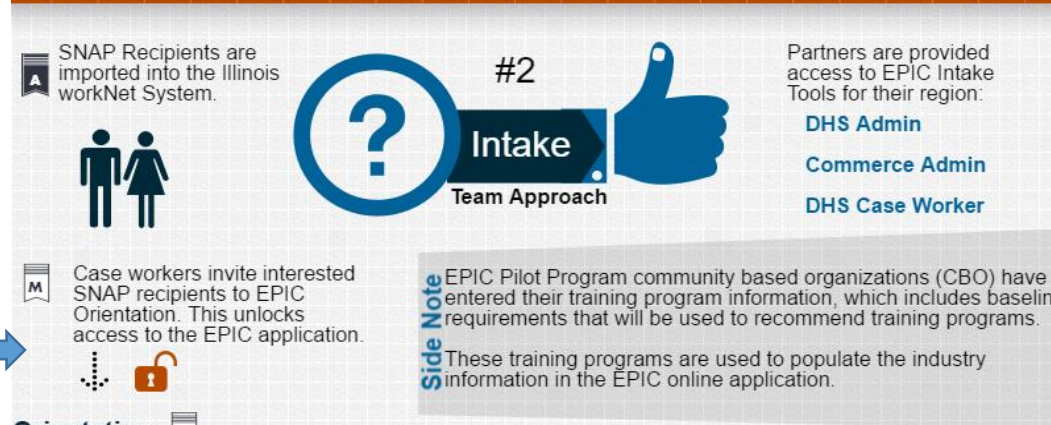 A
SNAP Recipients are
imported into the Illinois
workNet System.
?
#2
Intake
Team Approach
Partners are provided
access to EPIC Intake
Tools for their region:
DHS Admin
Commerce Admin
DHS Case Worker
M
Case workers invite interested
SNAP recipients to EPIC
Orientation. This unlocks
access to the EPIC application.
Side Note
EPIC Pilot Program community based organizations (CBO) have
entered their training program information, which includes baselin
requirements that will be used to recommend training programs.
These training programs are used to populate the industry
information in the EPIC online application.